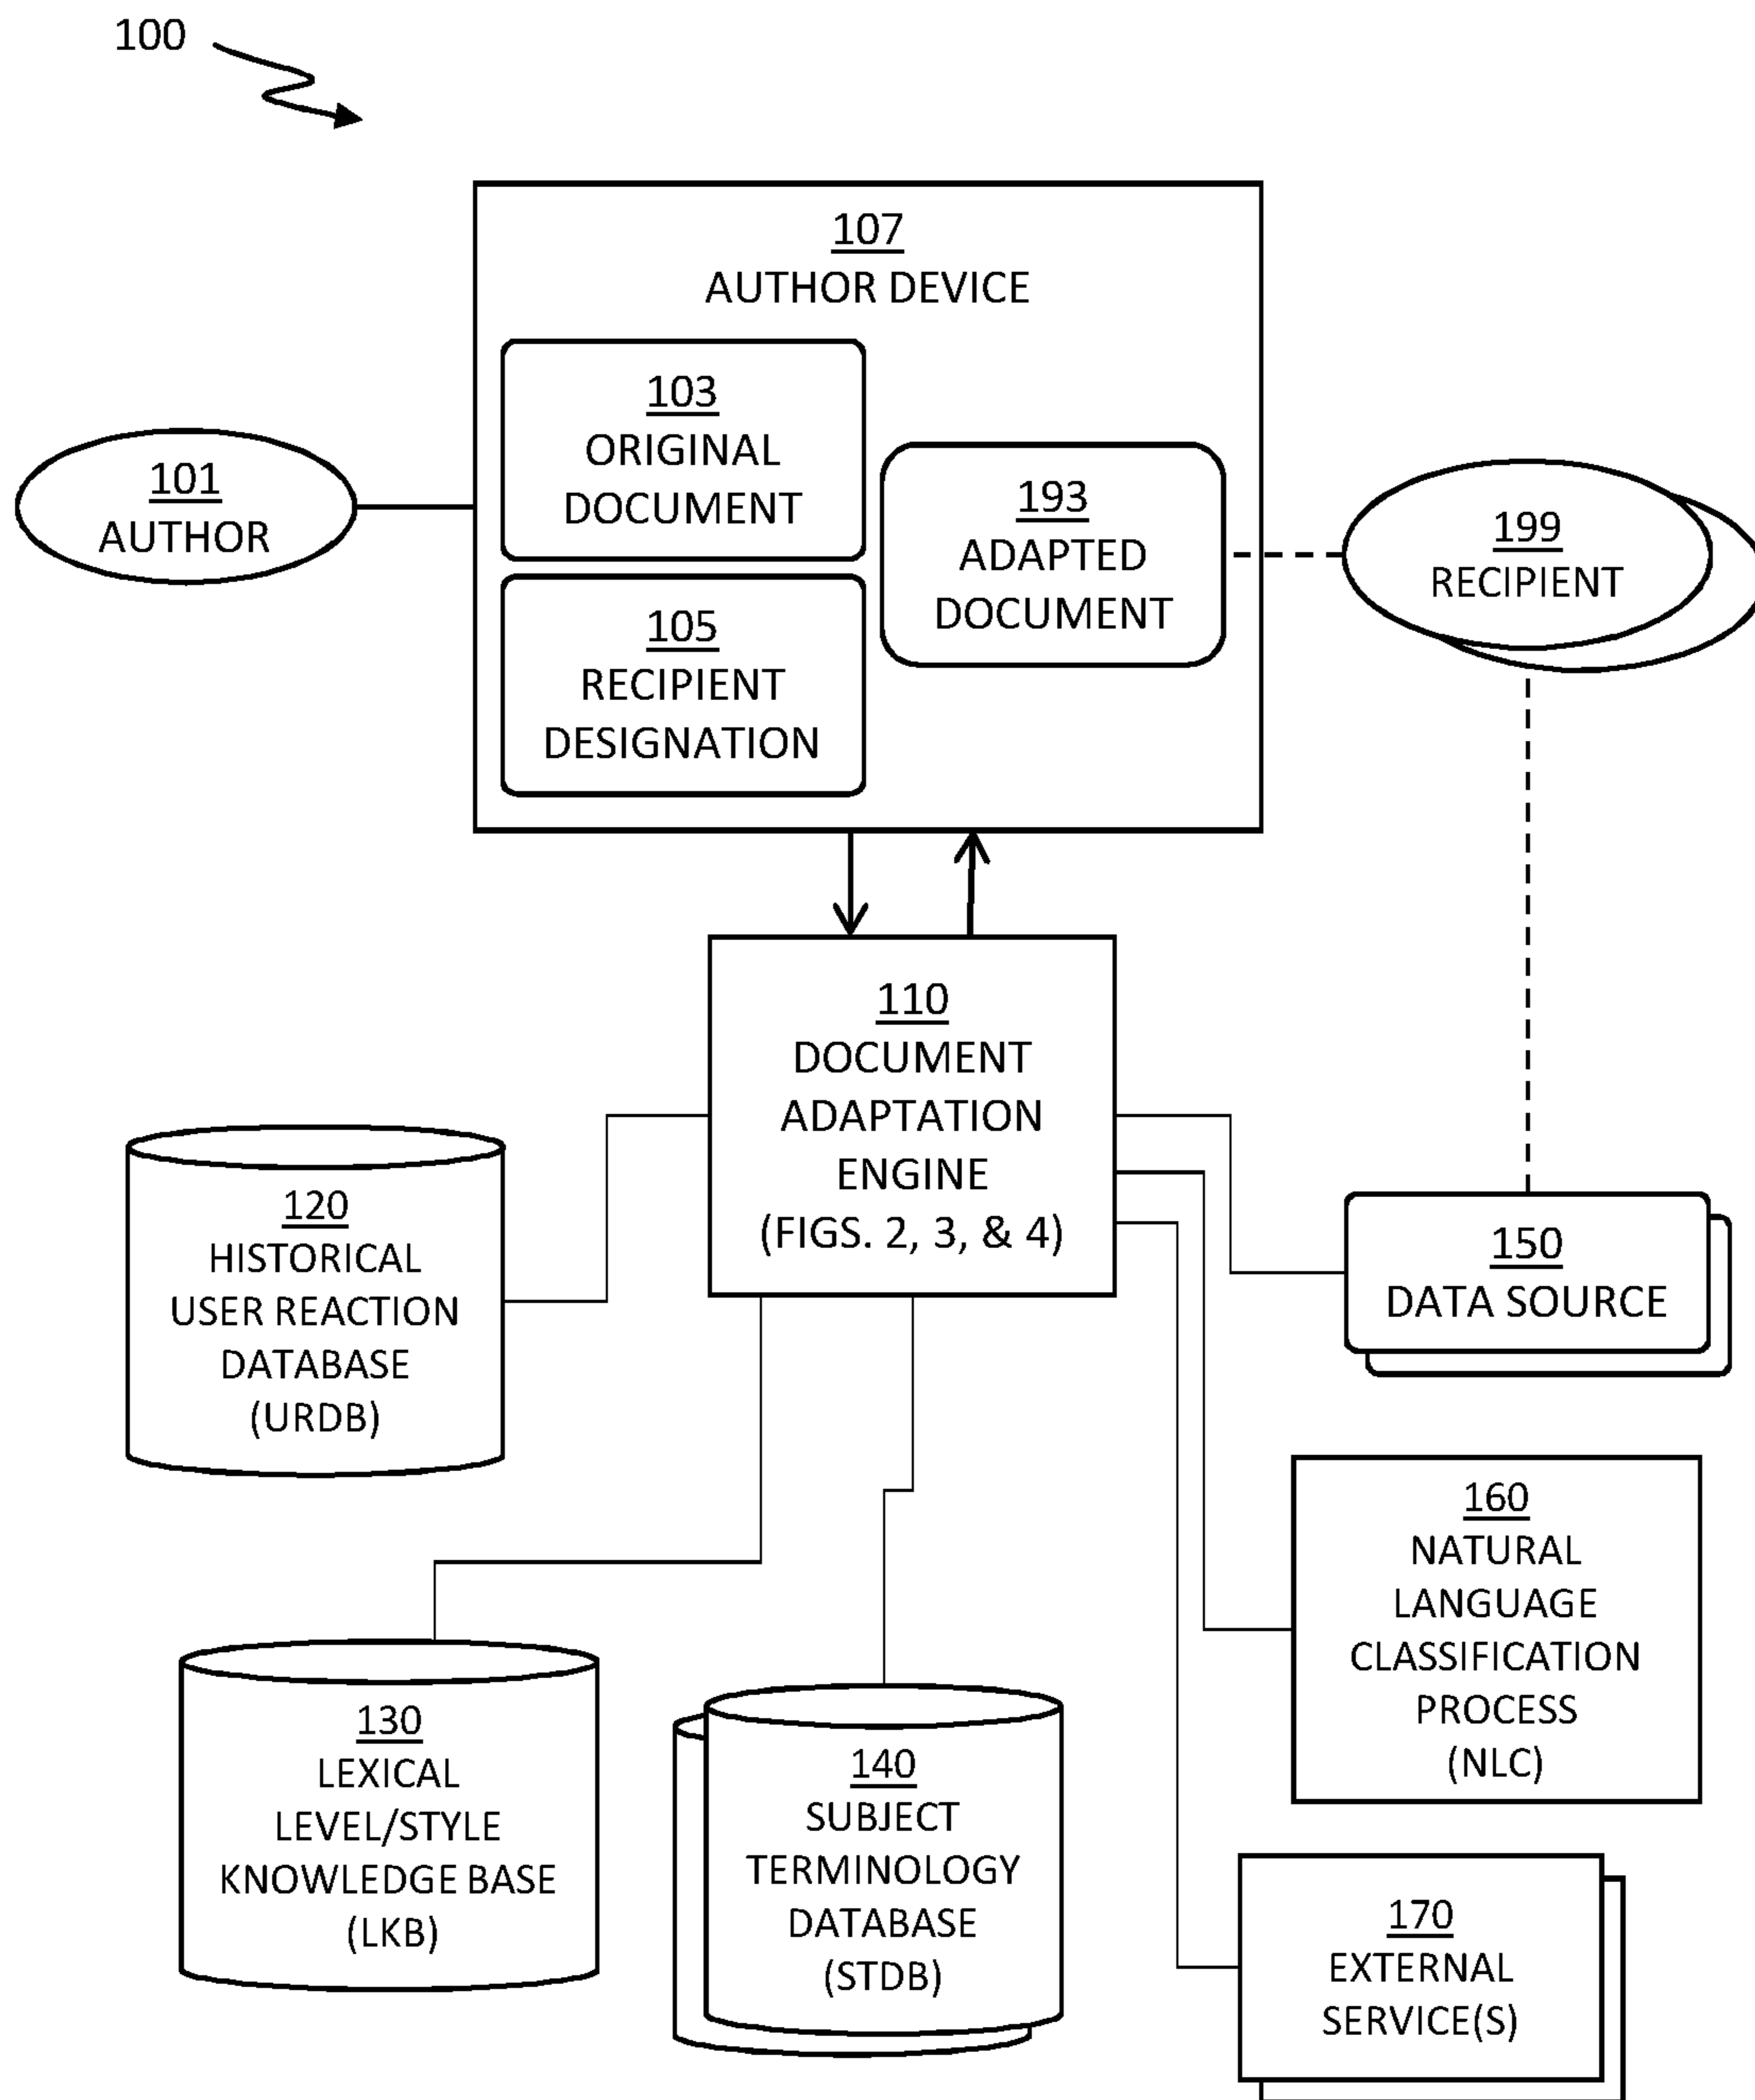 100
107
AUTHOR DEVICE
103
ORIGINAL
DOCUMENT
101
AUTHOR
193
ADAPTED
DOCUMENT
199
RECIPIENT
105
RECIPIENT
DESIGNATION
110
DOCUMENT
ADAPTATION
ENGINE
(FIGS. 2, 3, & 4)
120
HISTORICAL
USER REACTION
DATABASE
(URDB)
150
DATA SOURCE
160
NATURAL
LANGUAGE
CLASSIFICATION
PROCESS
(NLC)
130
LEXICAL
LEVEL/STYLE
KNOWLEDGE BASE
(LKB)
140
SUBJECT
TERMINOLOGY
DATABASE
(STDB)
170
EXTERNAL
SERVICE(S)